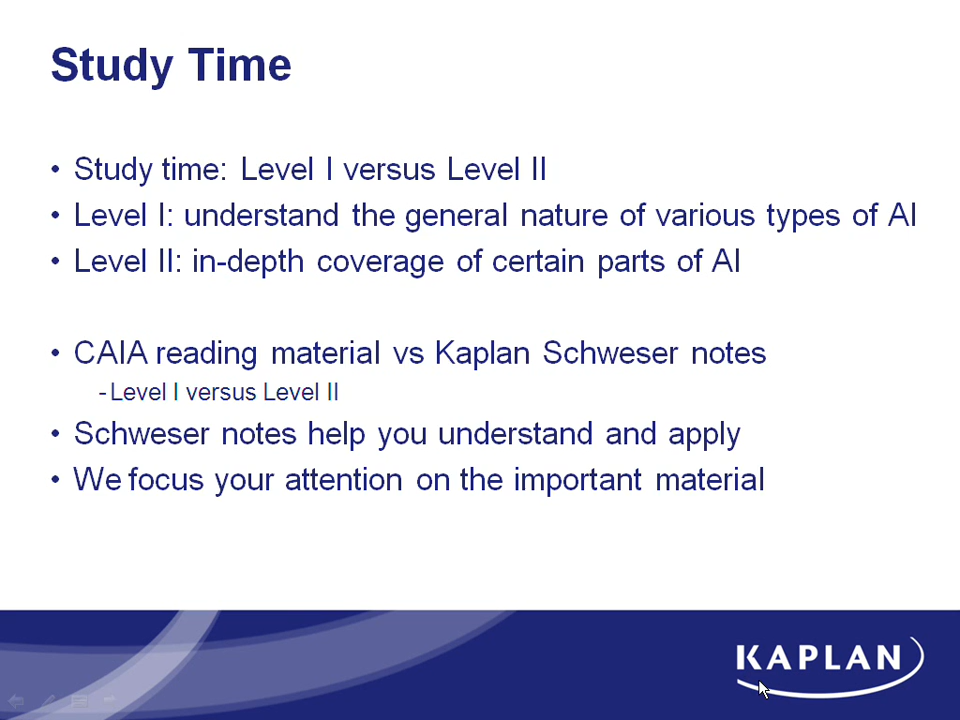 Study Time
• Study time: Level I versus Level II
• Level I: understand the general nature of various types of AI
• Level II: in-depth coverage of certain parts of AI
• CAIA reading material vs Kaplan Schweser notes
- Level I versus Level II
• Schweser notes help you understand and apply
• We focus your attention on the important material
KAPLAN